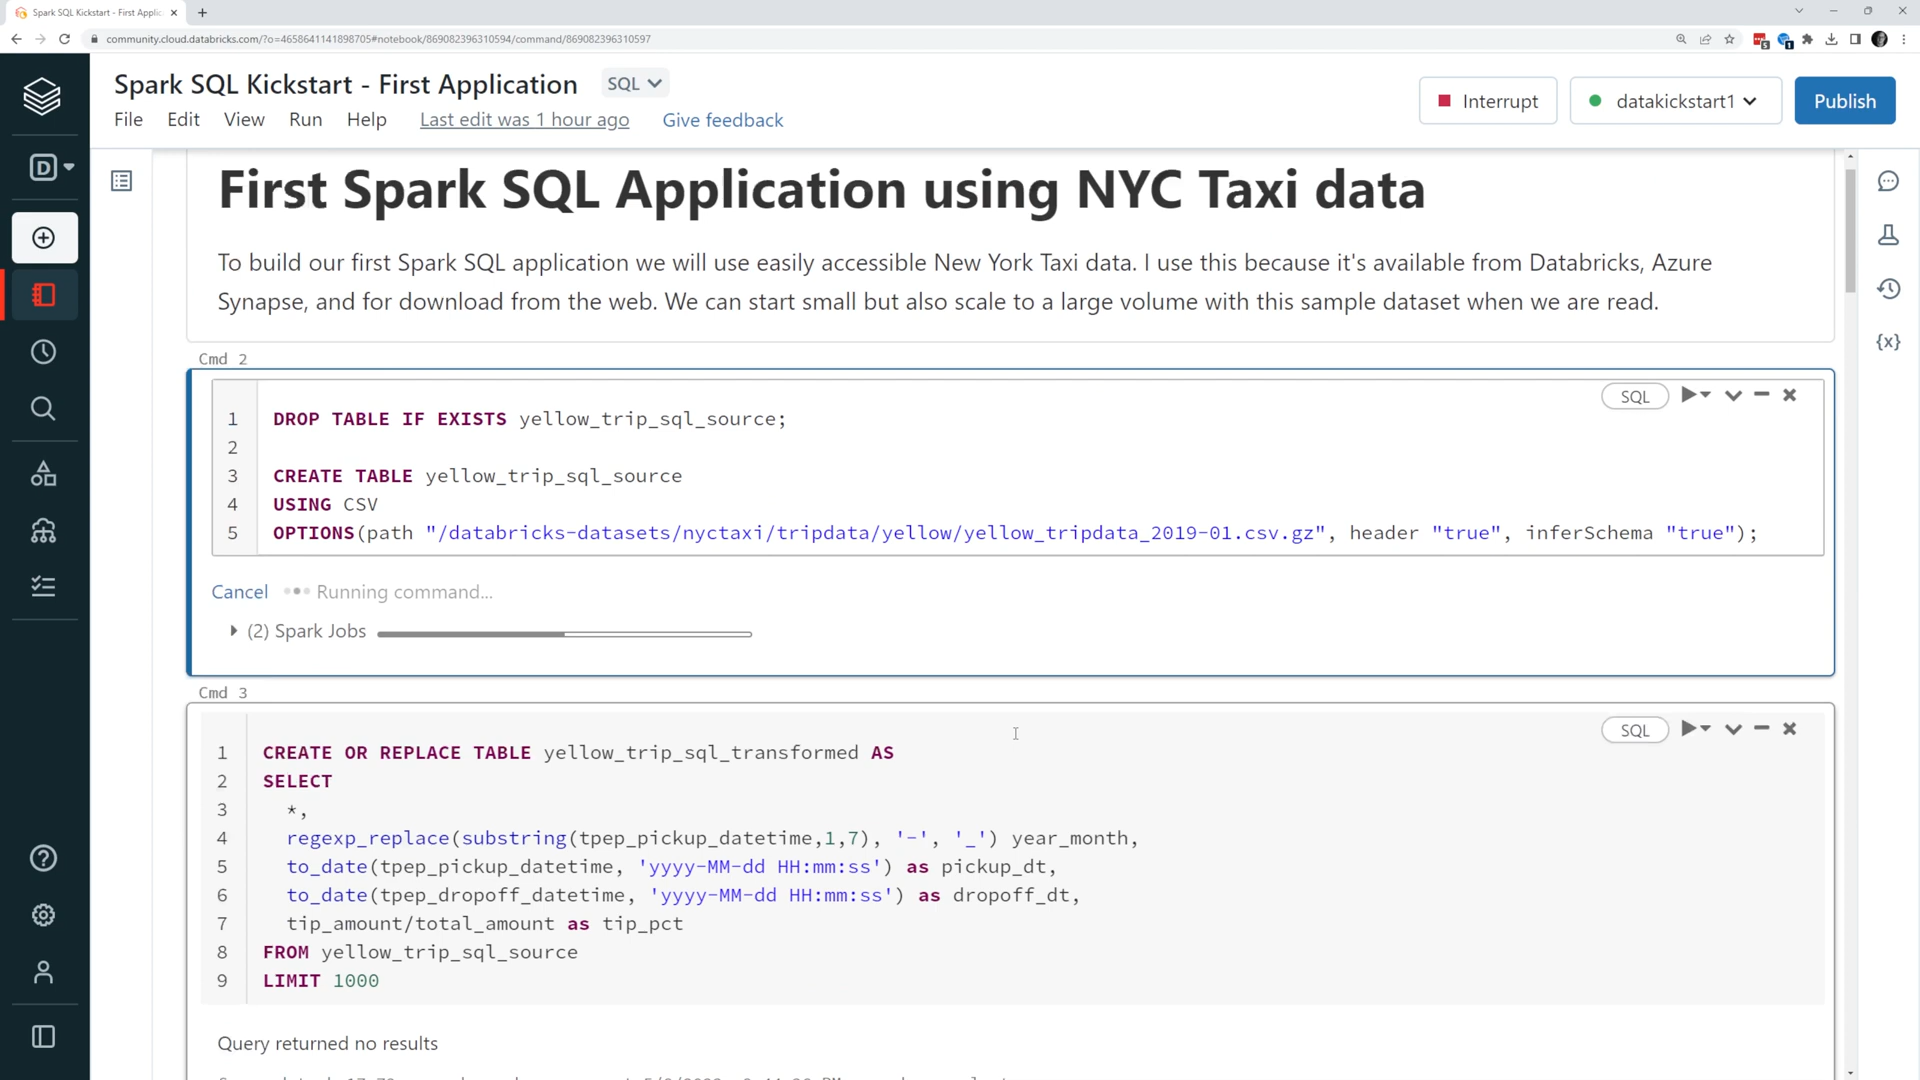 Spark SQL Kickstart - First Applic
community.cloud.databricks.com/?o=4658641141898705#notebook/869082396310594/command/869082396310597
Spark SQL Kickstart - First Application SQL
File Edit View Run Help Last edit was 1 hour ago Give feedback
Interrupt datakickstart1 Publish
D
First Spark SQL Application using NYC Taxi data
To build our first Spark SQL application we will use easily accessible New York Taxi data. I use this because it's available from Databricks, Azure
Synapse, and for download from the web. We can start small but also scale to a large volume with this sample dataset when we are read.
{x}
Cmd 2
SQL
1 DROP TABLE IF EXISTS yellow_trip_sql_source;
2
3 CREATE TABLE yellow_trip_sql_source
4 USING CSV
5 OPTIONS(path "/databricks-datasets/nyctaxi/tripdata/yellow/yellow_tripdata_2019-01.csv.gz", header "true", inferSchema "true");
Cancel Running command...
(2) Spark Jobs
Cmd 3
SQL
1 CREATE OR REPLACE TABLE yellow_trip_sql_transformed AS
2 SELECT
3 *,
4 regexp_replace(substring(tpep_pickup_datetime,1,7), '-', '_') year_month,
5 to_date(tpep_pickup_datetime, 'yyyy-MM-dd HH:mm:ss') as pickup_dt,
6 to_date(tpep_dropoff_datetime, 'yyyy-MM-dd HH:mm:ss') as dropoff_dt,
7 tip_amount/total_amount as tip_pct
8 FROM yellow_trip_sql_source
9 LIMIT 1000
Query returned no results